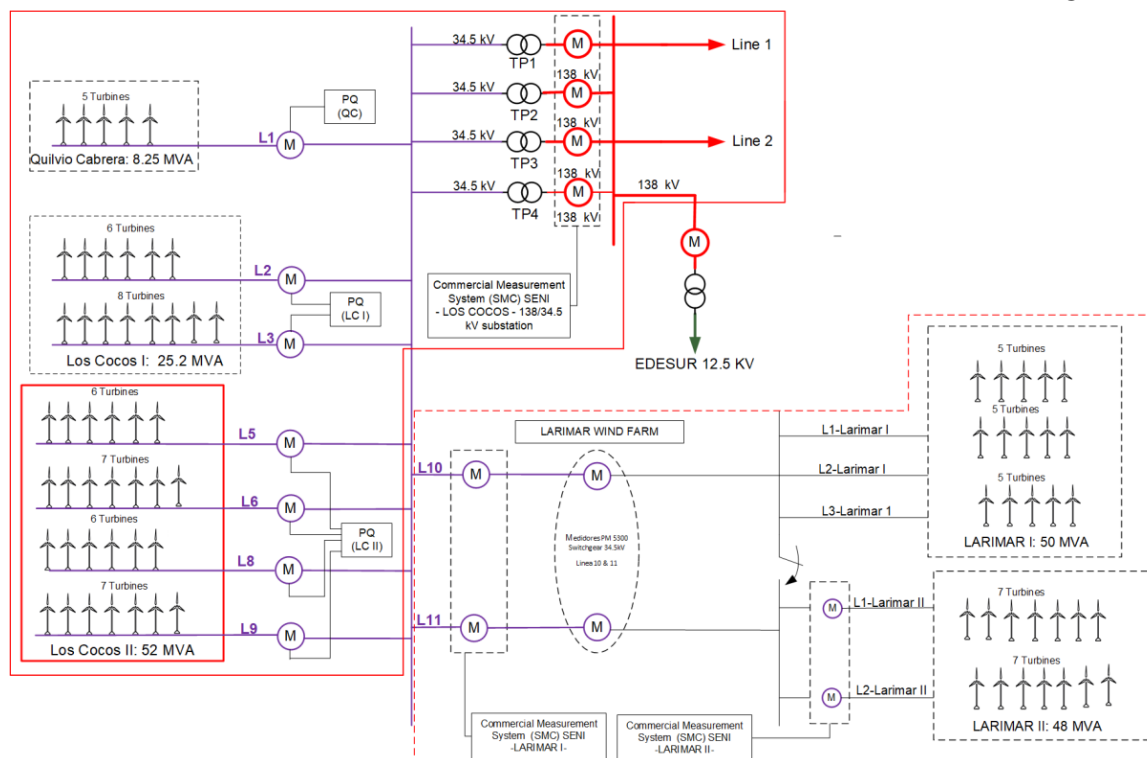 34.5 kV
TP1
M
Line 1
138 kV
34.5 kV
TP2
M
138 kV
34.5 kV
TP3
M
Line 2
138 kV
34.5 kV
TP4
M
138 kV
138 kV
M
EDESUR 12.5 KV
5 Turbines
Quilvio Cabrera: 8.25 MVA
L1
M
PQ
(QC)
6 Turbines
L2
M
8 Turbines
L3
M
PQ
(LC I)
Los Cocos I: 25.2 MVA
Commercial Measurement
System (SMC) SENI
- LOS COCOS - 138/34.5
kV substation
6 Turbines
L5
M
7 Turbines
L6
M
6 Turbines
L8
M
7 Turbines
L9
M
PQ
(LC II)
Los Cocos II: 52 MVA
LARIMAR WIND FARM
L10
M
M
Medidores PM 5300
Switchgear 34.5kV
Linea 10 & 11
L11
M
M
L1-Larimar I
L2-Larimar I
L3-Larimar 1
5 Turbines
5 Turbines
5 Turbines
LARIMAR I: 50 MVA
M
L1-Larimar II
M
L2-Larimar II
7 Turbines
7 Turbines
LARIMAR II: 48 MVA
Commercial Measurement
System (SMC) SENI
-LARIMAR I-
Commercial Measurement
System (SMC) SENI
-LARIMAR II-